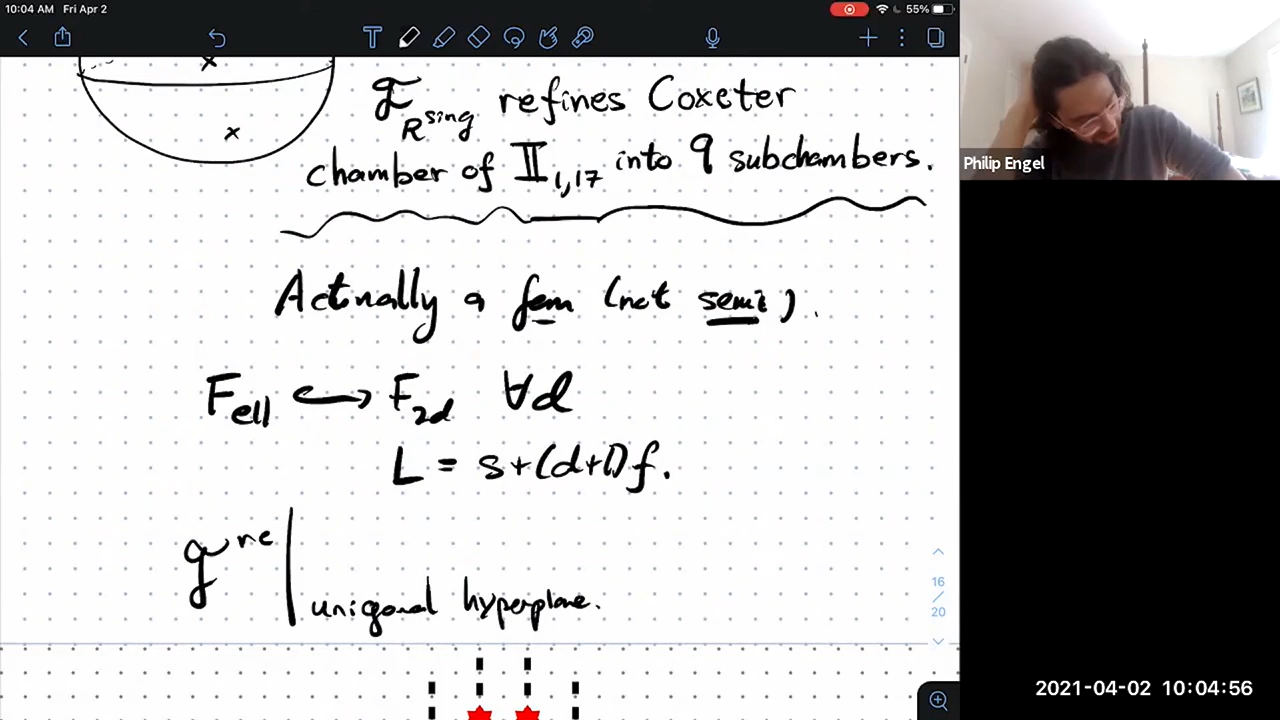 10:04 AM Fri Apr 2
55%
𝔉_{R^{sing}} refines Coxeter
chamber of II_{1,17} into 9 subchambers.
Actually a fan (not semi).
F_{ell} ↪ F_{2d} ∀d
L = s+(d+1)f.
unigonal hyperplane.
16
/
20
Philip Engel
2021-04-02 10:04:56